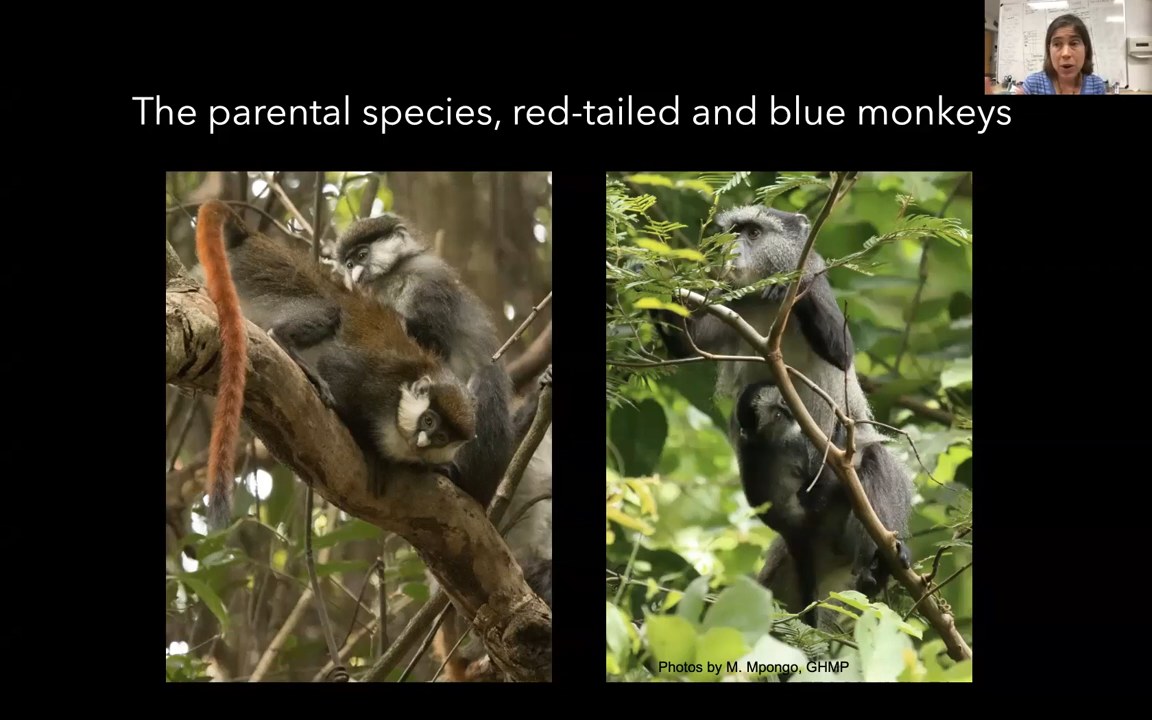 The parental species, red-tailed and blue monkeys
Photos by M. Mpongo, GHMP